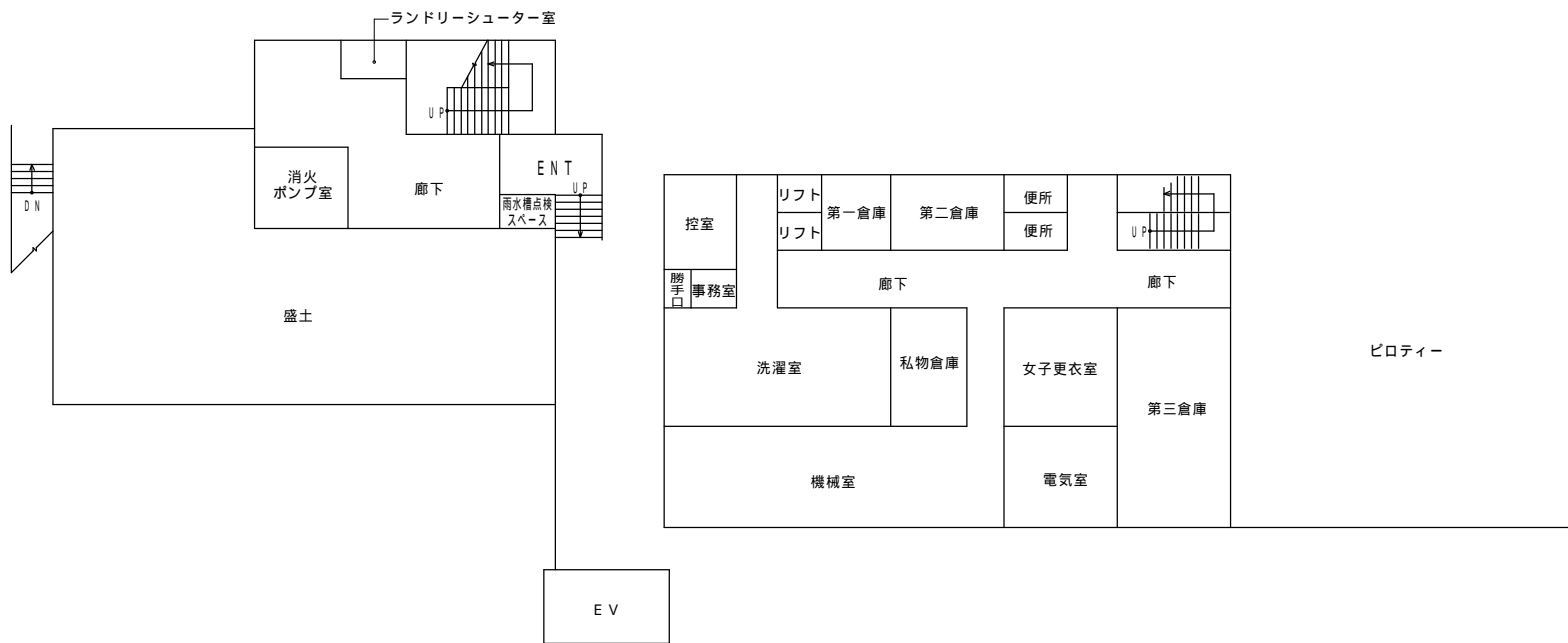 ランドリーシューター室
UP
ENT
消火
ポンプ室
廊下
UP
DN
雨水槽点検
スペース
盛土
EV
控室
リフト
リフト
第一倉庫
第二倉庫
便所
便所
UP
勝手口
事務室
廊下
廊下
洗濯室
私物倉庫
女子更衣室
第三倉庫
ピロティー
機械室
電気室